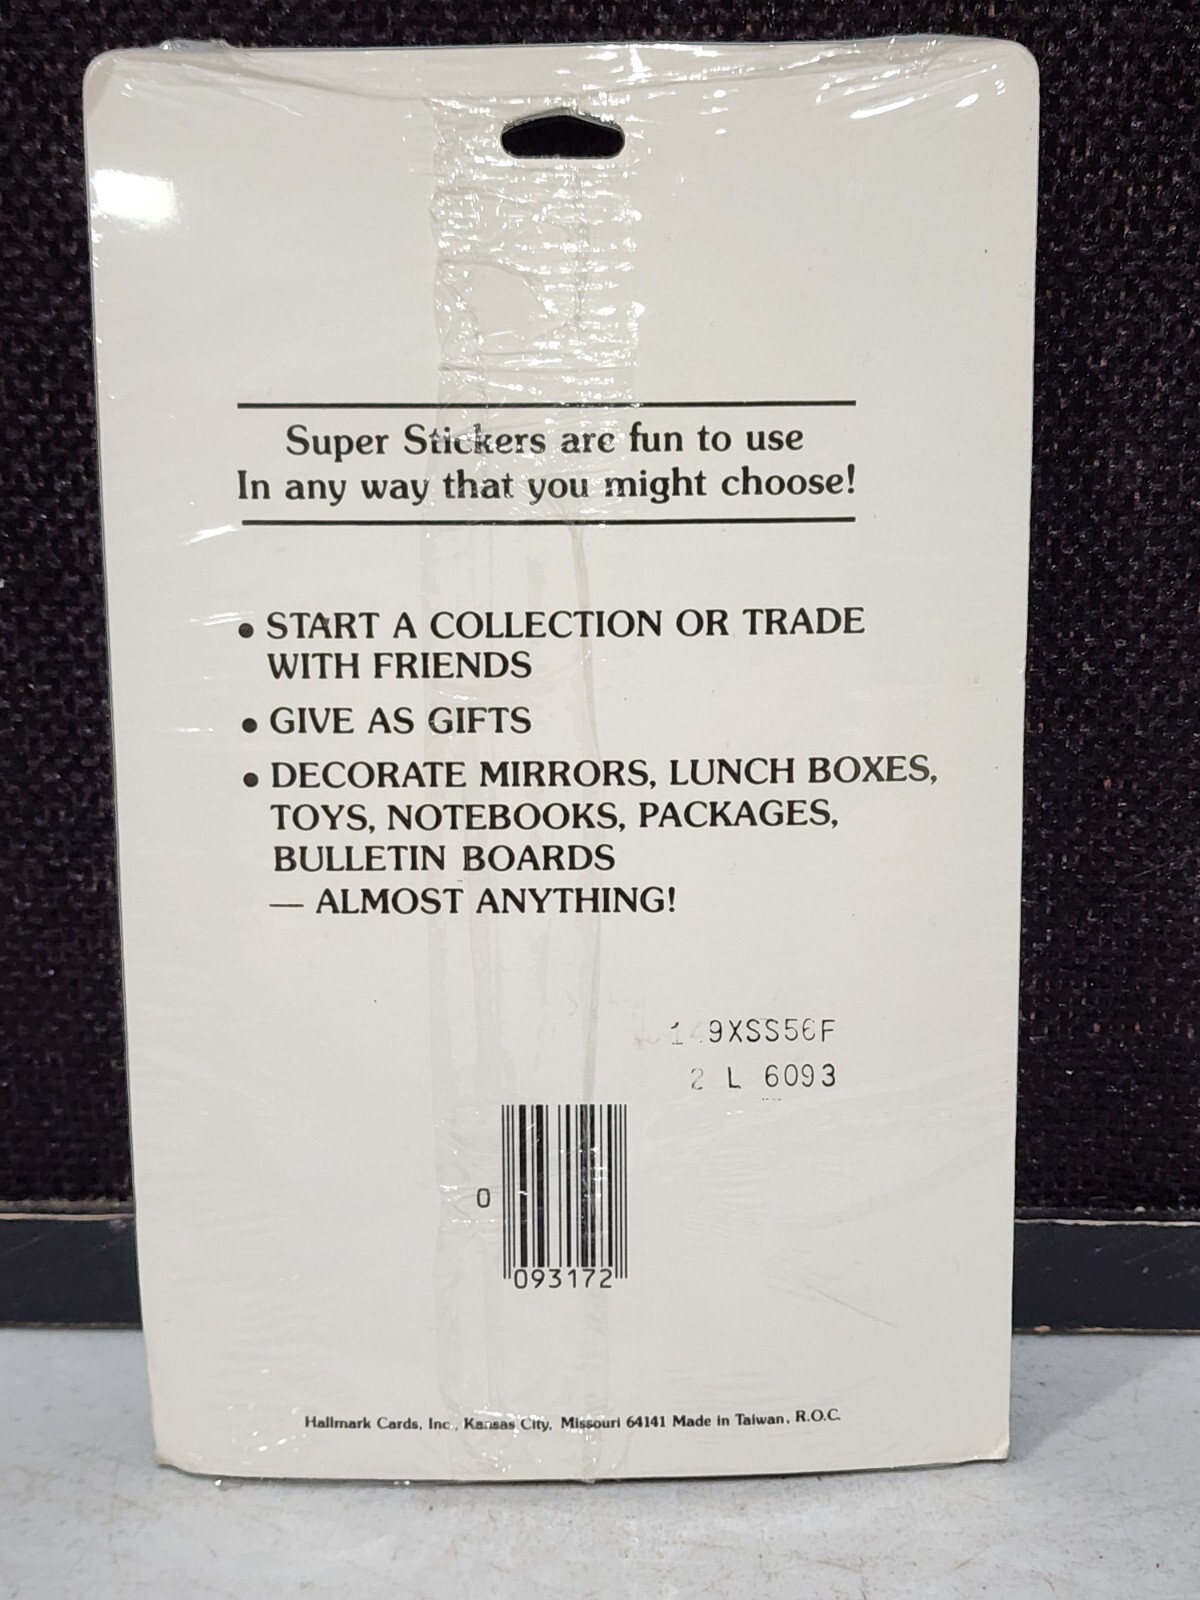 Super Stickers are fun to use
In any way that you might choose!
• START A COLLECTION OR TRADE
WITH FRIENDS
• GIVE AS GIFTS
• DECORATE MIRRORS, LUNCH BOXES,
TOYS, NOTEBOOKS, PACKAGES,
BULLETIN BOARDS
— ALMOST ANYTHING!
2 L 6093
0
093172
Hallmark Cards, Inc., Kansas City, Missouri 64141 Made in Taiwan, R.O.C.